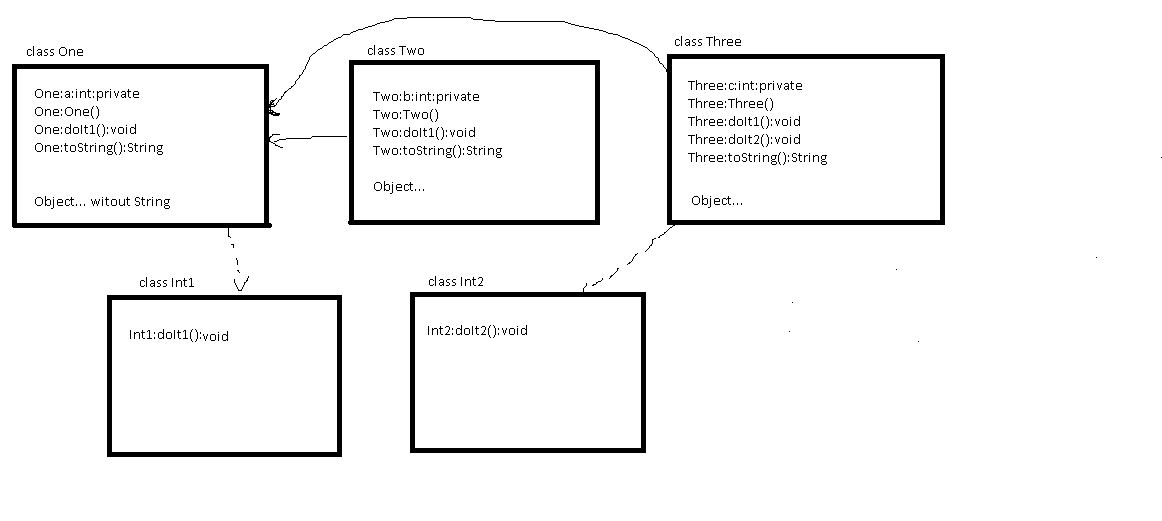 class One
One:a:int:private
One:One()
One:doIt1():void
One:toString():String
Object... witout String
class Two
Two:b:int:private
Two:Two()
Two:doIt1():void
Two:toString():String
Object...
class Three
Three:c:int:private
Three:Three()
Three:doIt1():void
Three:doIt2():void
Three:toString():String
Object...
class Int1
Int1:doIt1():void
class Int2
Int2:doIt2():void